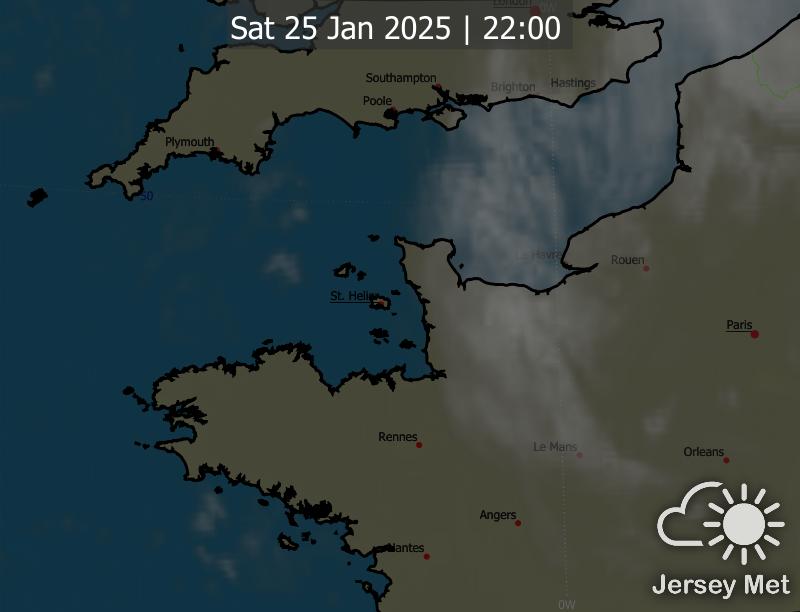 London
0W
Sat 25 Jan 2025 | 22:00
Southampton
Brighton
Hastings
Poole
Plymouth
50
Le Havre
Rouen
St. Helier
Paris
Rennes
Le Mans
Orleans
Angers
Nantes
Jersey Met
0W